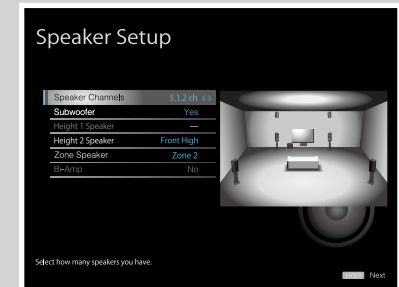 Speaker Setup
Speaker Channels 5.1.2 ch < >
Subwoofer Yes
Height 1 Speaker ---
Height 2 Speaker Front High
Zone Speaker Zone 2
Bi-Amp No
Select how many speakers you have.
ENTER Next